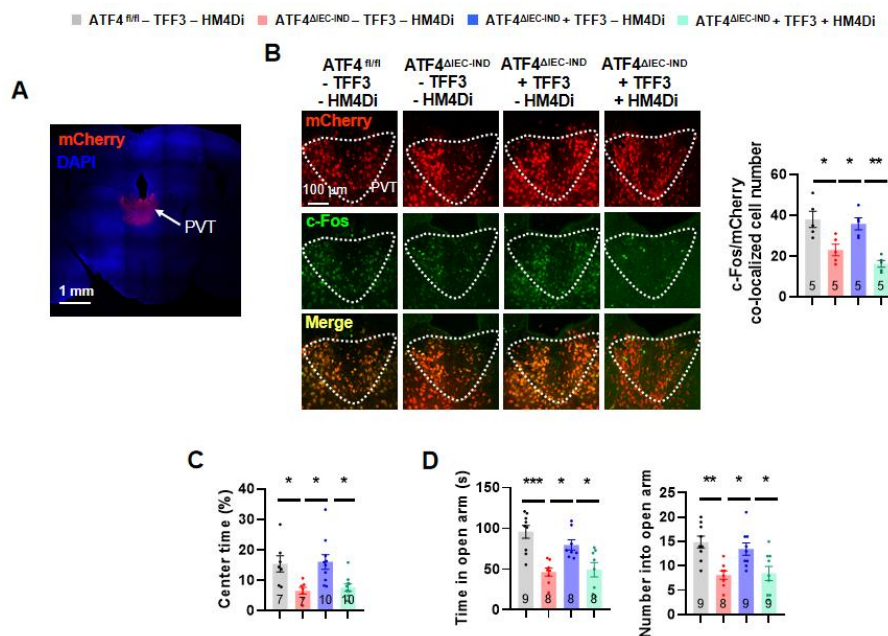 ATF4 fl/fl – TFF3 – HM4Di ATF4ΔIEC-IND – TFF3 – HM4Di ATF4ΔIEC-IND + TFF3 – HM4Di ATF4ΔIEC-IND + TFF3 + HM4Di
A
mCherry
DAPI
PVT
1 mm
B
ATF4 fl/fl
- TFF3
- HM4Di
ATF4ΔIEC-IND
- TFF3
- HM4Di
ATF4ΔIEC-IND
+ TFF3
- HM4Di
ATF4ΔIEC-IND
+ TFF3
+ HM4Di
mCherry
100 μm
PVT
c-Fos
Merge
c-Fos/mCherry
co-localized cell number
60
40
20
0
* * **
5 5 5 5
C
Center time (%)
40
30
20
10
0
* * *
7 7 10 10
D
Time in open arm (s)
150
100
50
0
*** * *
9 8 8 8
Number into open arm
25
20
15
10
5
0
** * *
9 8 9 9